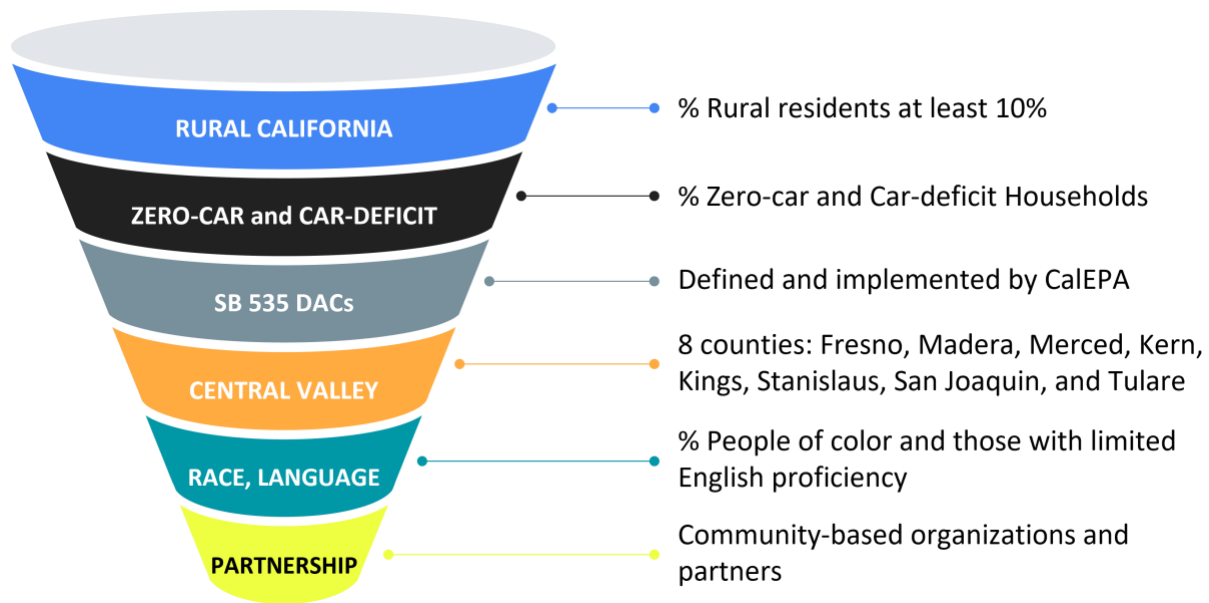 RURAL CALIFORNIA
% Rural residents at least 10%
ZERO-CAR and CAR-DEFICIT
% Zero-car and Car-deficit Households
SB 535 DACs
Defined and implemented by CalEPA
CENTRAL VALLEY
8 counties: Fresno, Madera, Merced, Kern,
Kings, Stanislaus, San Joaquin, and Tulare
RACE, LANGUAGE
% People of color and those with limited
English proficiency
PARTNERSHIP
Community-based organizations and
partners